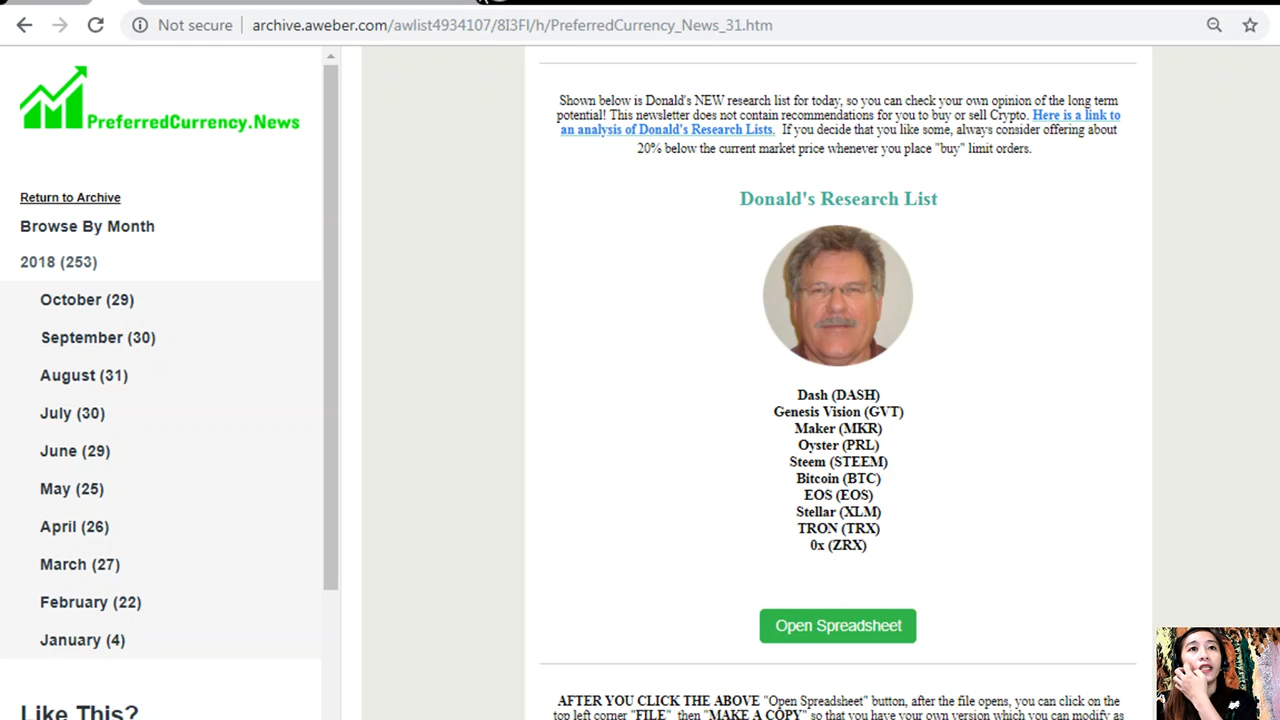 Not secure
archive.aweber.com/awlist4934107/8I3FI/h/PreferredCurrency_News_31.htm
PreferredCurrency.News
Return to Archive
Browse By Month
2018 (253)
October (29)
September (30)
August (31)
July (30)
June (29)
May (25)
April (26)
March (27)
February (22)
January (4)
Like This?
Shown below is Donald's NEW research list for today, so you can check your own opinion of the long term
potential! This newsletter does not contain recommendations for you to buy or sell Crypto. Here is a link to
an analysis of Donald's Research Lists. If you decide that you like some, always consider offering about
20% below the current market price whenever you place "buy" limit orders.
Donald's Research List
Dash (DASH)
Genesis Vision (GVT)
Maker (MKR)
Oyster (PRL)
Steem (STEEM)
Bitcoin (BTC)
EOS (EOS)
Stellar (XLM)
TRON (TRX)
0x (ZRX)
Open Spreadsheet
AFTER YOU CLICK THE ABOVE "Open Spreadsheet" button, after the file opens, you can click on the
top left corner "FILE" then "MAKE A COPY" so that you have your own version which you can modify as